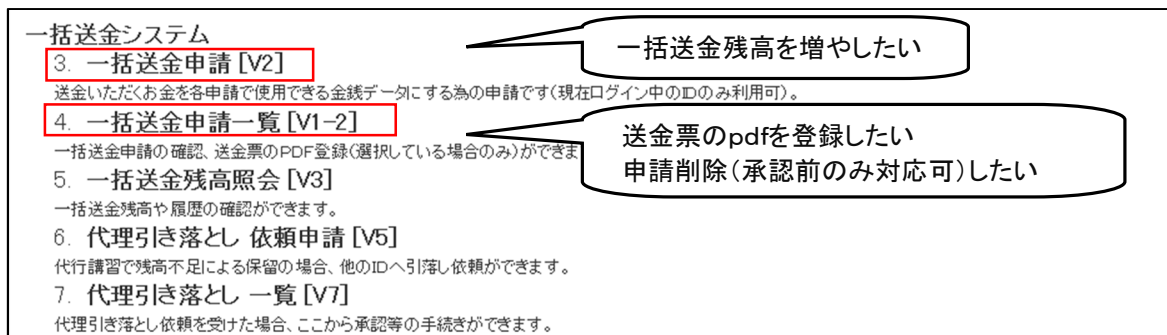 一括送金システム
3. 一括送金申請 [V2]
一括送金残高を増やしたい
送金いただくお金を各申請で使用できる金銭データにする為の申請です(現在ログイン中のIDのみ利用可)。
4. 一括送金申請一覧 [V1-2]
送金票のpdfを登録したい
申請削除(承認前のみ対応可)したい
一括送金申請の確認、送金票のPDF登録(選択している場合のみ)ができま
5. 一括送金残高照会 [V3]
一括送金残高や履歴の確認ができます。
6. 代理引き落とし 依頼申請 [V5]
代行講習で残高不足による保留の場合、他のIDへ引落し依頼ができます。
7. 代理引き落とし 一覧 [V7]
代理引き落とし依頼を受けた場合、ここから承認等の手続きができます。